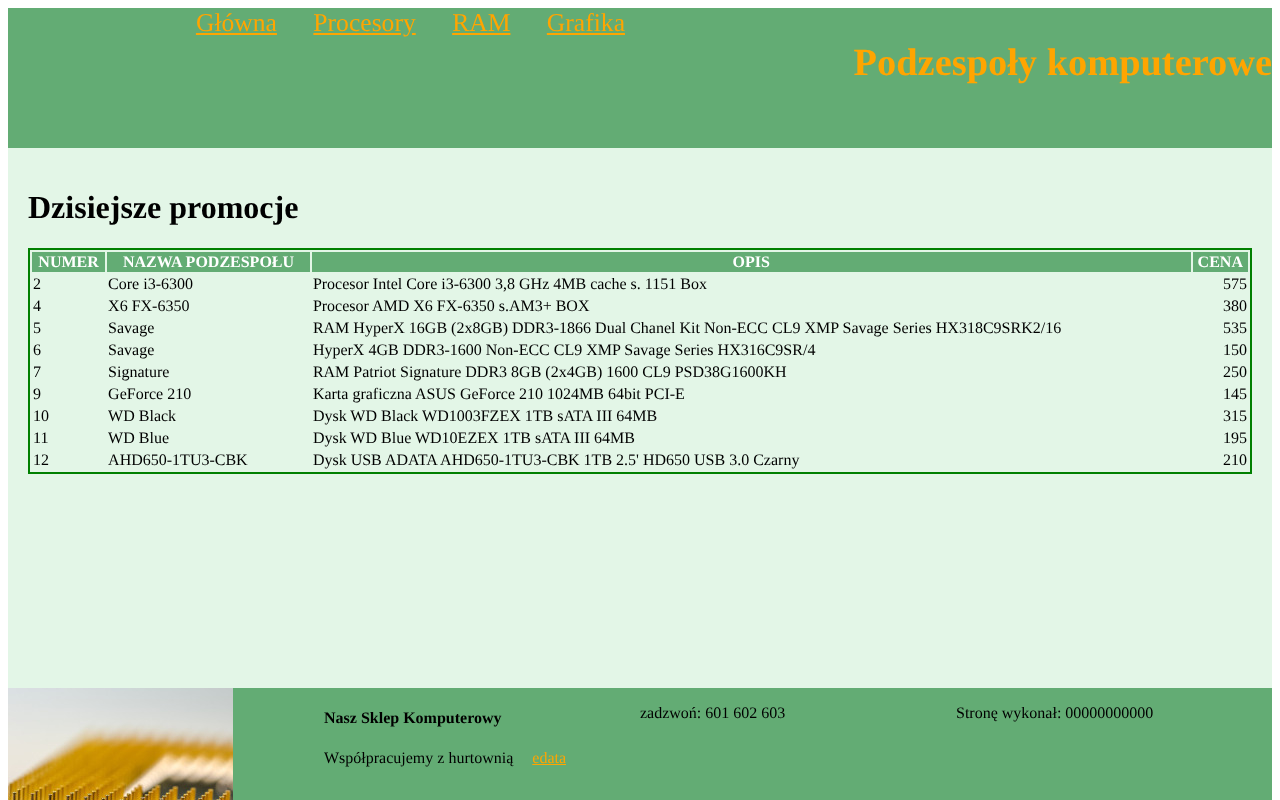 Główna Procesory RAM Grafika
Podzespoły komputerowe
Dzisiejsze promocje
NUMER NAZWA PODZESPOŁU OPIS CENA
2 Core i3-6300 Procesor Intel Core i3-6300 3,8 GHz 4MB cache s. 1151 Box 575
4 X6 FX-6350 Procesor AMD X6 FX-6350 s.AM3+ BOX 380
5 Savage RAM HyperX 16GB (2x8GB) DDR3-1866 Dual Chanel Kit Non-ECC CL9 XMP Savage Series HX318C9SRK2/16 535
6 Savage HyperX 4GB DDR3-1600 Non-ECC CL9 XMP Savage Series HX316C9SR/4 150
7 Signature RAM Patriot Signature DDR3 8GB (2x4GB) 1600 CL9 PSD38G1600KH 250
9 GeForce 210 Karta graficzna ASUS GeForce 210 1024MB 64bit PCI-E 145
10 WD Black Dysk WD Black WD1003FZEX 1TB sATA III 64MB 315
11 WD Blue Dysk WD Blue WD10EZEX 1TB sATA III 64MB 195
12 AHD650-1TU3-CBK Dysk USB ADATA AHD650-1TU3-CBK 1TB 2.5' HD650 USB 3.0 Czarny 210
Nasz Sklep Komputerowy
Współpracujemy z hurtownią edata
zadzwoń: 601 602 603
Stronę wykonał: 00000000000